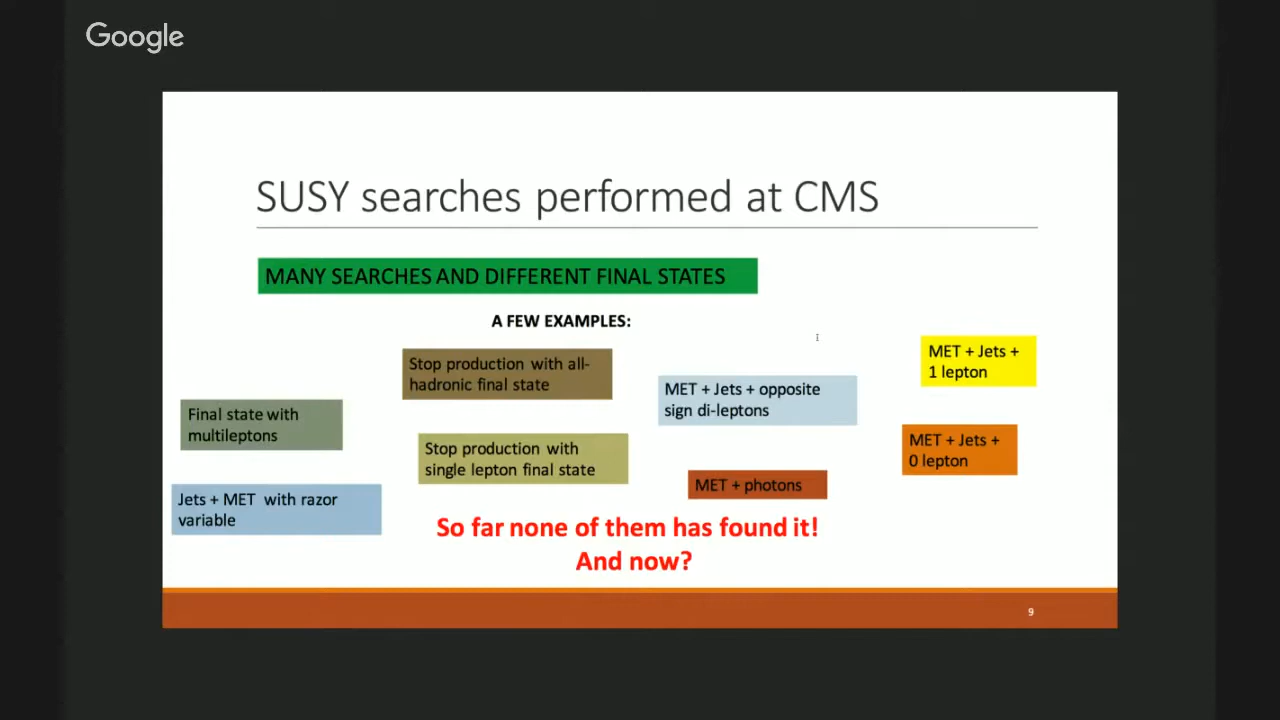 Google
SUSY searches performed at CMS
MANY SEARCHES AND DIFFERENT FINAL STATES
A FEW EXAMPLES:
Stop production with all-
hadronic final state
MET + Jets +
1 lepton
MET + Jets + opposite
sign di-leptons
Final state with
multileptons
Stop production with
single lepton final state
MET + Jets +
0 lepton
MET + photons
Jets + MET with razor
variable
So far none of them has found it!
And now?
9